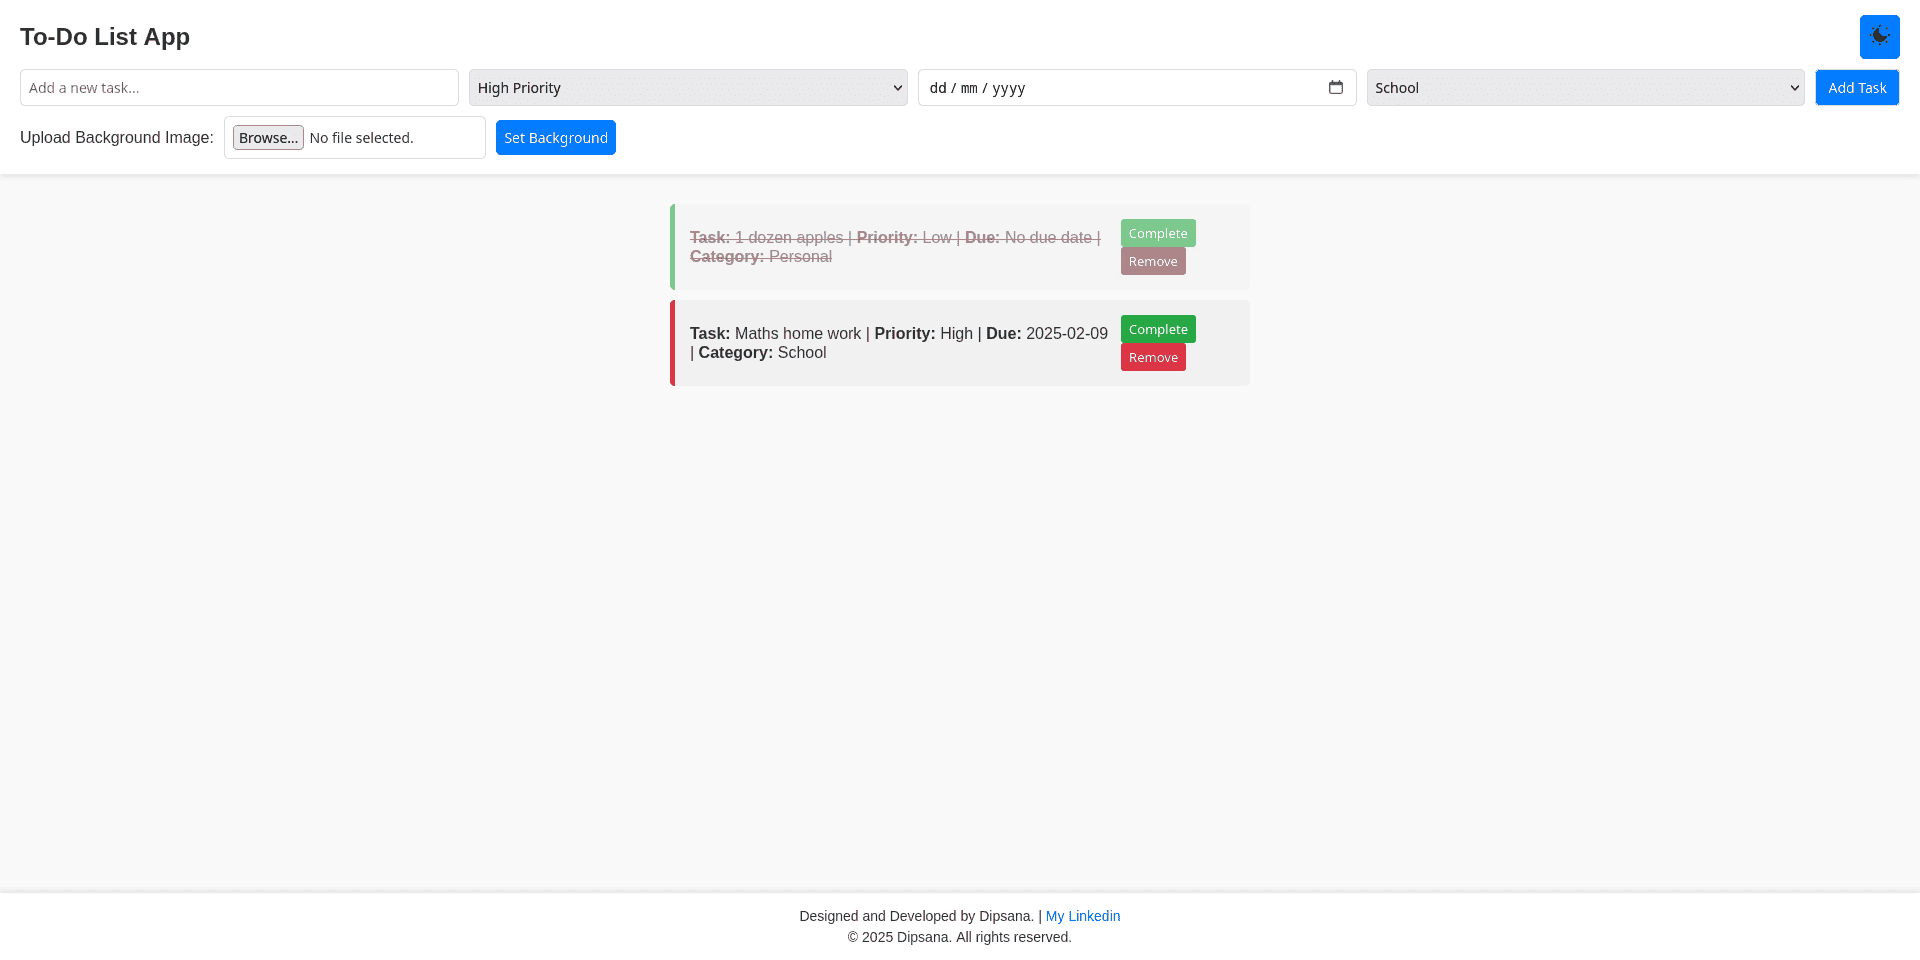 To-Do List App
Add a new task...
High Priority
dd / mm / yyyy
School
Add Task
Upload Background Image:
Browse...
No file selected.
Set Background
Task: 1 dozen apples | Priority: Low | Due: No due date |
Category: Personal
Complete
Remove
Task: Maths home work | Priority: High | Due: 2025-02-09
| Category: School
Complete
Remove
Designed and Developed by Dipsana. | My Linkedin
© 2025 Dipsana. All rights reserved.